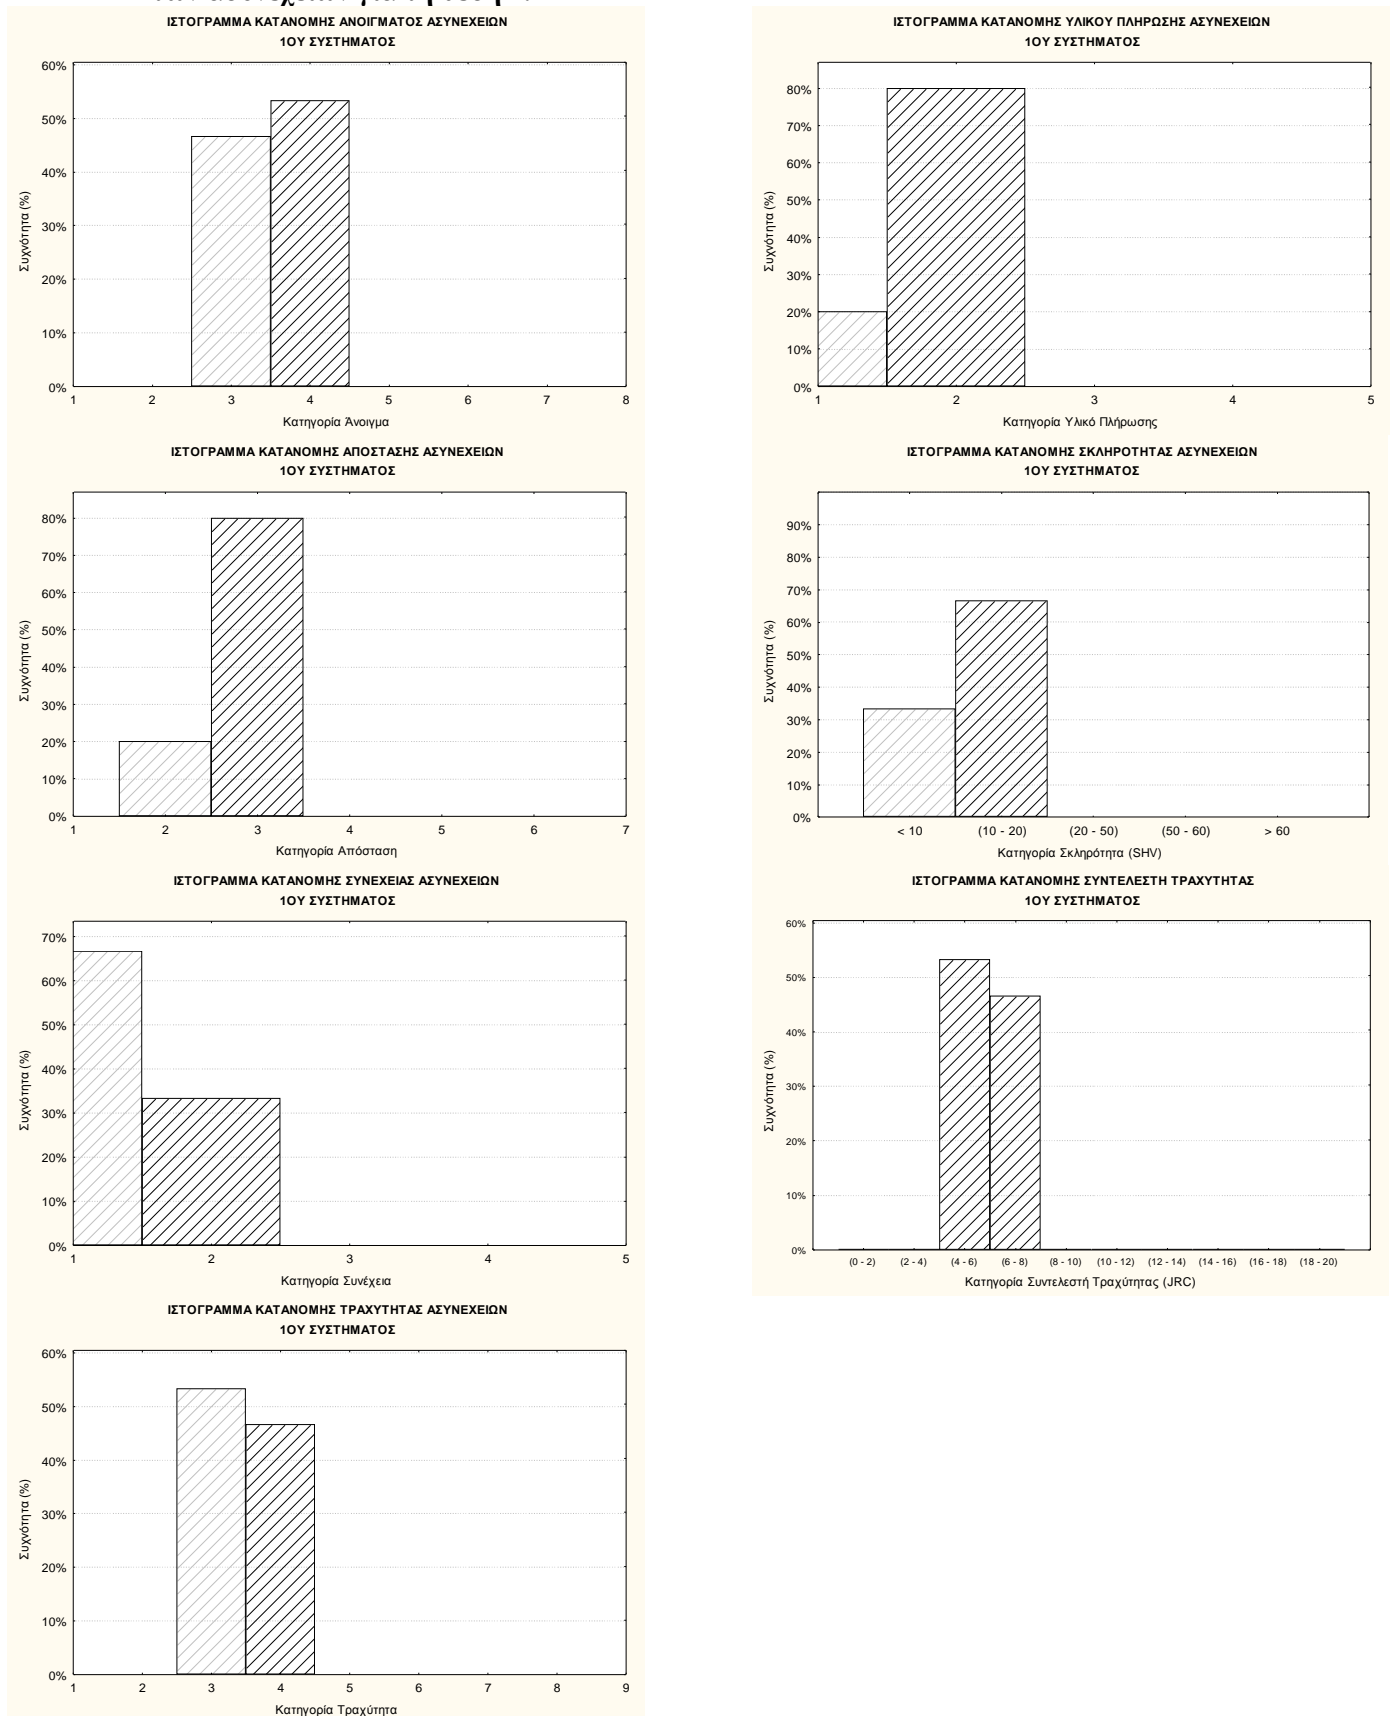 ΙΣΤΟΓΡΑΜΜΑ ΚΑΤΑΝΟΜΗΣ ΑΝΟΙΓΜΑΤΟΣ ΑΣΥΝΕΧΕΙΩΝ
1ΟΥ ΣΥΣΤΗΜΑΤΟΣ
60%
50%
40%
30%
20%
10%
0%
Συχνότητα (%)
1 2 3 4 5 6 7 8
Κατηγορία Άνοιγμα
ΙΣΤΟΓΡΑΜΜΑ ΚΑΤΑΝΟΜΗΣ ΥΛΙΚΟΥ ΠΛΗΡΩΣΗΣ ΑΣΥΝΕΧΕΙΩΝ
1ΟΥ ΣΥΣΤΗΜΑΤΟΣ
80%
70%
60%
50%
40%
30%
20%
10%
0%
Συχνότητα (%)
1 2 3 4 5
Κατηγορία Υλικό Πλήρωσης
ΙΣΤΟΓΡΑΜΜΑ ΚΑΤΑΝΟΜΗΣ ΑΠΟΣΤΑΣΗΣ ΑΣΥΝΕΧΕΙΩΝ
1ΟΥ ΣΥΣΤΗΜΑΤΟΣ
80%
70%
60%
50%
40%
30%
20%
10%
0%
Συχνότητα (%)
1 2 3 4 5 6 7
Κατηγορία Απόσταση
ΙΣΤΟΓΡΑΜΜΑ ΚΑΤΑΝΟΜΗΣ ΣΚΛΗΡΟΤΗΤΑΣ ΑΣΥΝΕΧΕΙΩΝ
1ΟΥ ΣΥΣΤΗΜΑΤΟΣ
90%
80%
70%
60%
50%
40%
30%
20%
10%
0%
Συχνότητα (%)
< 10 (10 - 20) (20 - 50) (50 - 60) > 60
Κατηγορία Σκληρότητα (SHV)
ΙΣΤΟΓΡΑΜΜΑ ΚΑΤΑΝΟΜΗΣ ΣΥΝΕΧΕΙΑΣ ΑΣΥΝΕΧΕΙΩΝ
1ΟΥ ΣΥΣΤΗΜΑΤΟΣ
70%
60%
50%
40%
30%
20%
10%
0%
Συχνότητα (%)
1 2 3 4 5
Κατηγορία Συνέχεια
ΙΣΤΟΓΡΑΜΜΑ ΚΑΤΑΝΟΜΗΣ ΣΥΝΤΕΛΕΣΤΗ ΤΡΑΧΥΤΗΤΑΣ
1ΟΥ ΣΥΣΤΗΜΑΤΟΣ
60%
50%
40%
30%
20%
10%
0%
Συχνότητα (%)
(0 - 2) (2 - 4) (4 - 6) (6 - 8) (8 - 10) (10 - 12) (12 - 14) (14 - 16) (16 - 18) (18 - 20)
Κατηγορία Συντελεστή Τραχύτητας (JRC)
ΙΣΤΟΓΡΑΜΜΑ ΚΑΤΑΝΟΜΗΣ ΤΡΑΧΥΤΗΤΑΣ ΑΣΥΝΕΧΕΙΩΝ
1ΟΥ ΣΥΣΤΗΜΑΤΟΣ
60%
50%
40%
30%
20%
10%
0%
Συχνότητα (%)
1 2 3 4 5 6 7 8 9
Κατηγορία Τραχύτητα